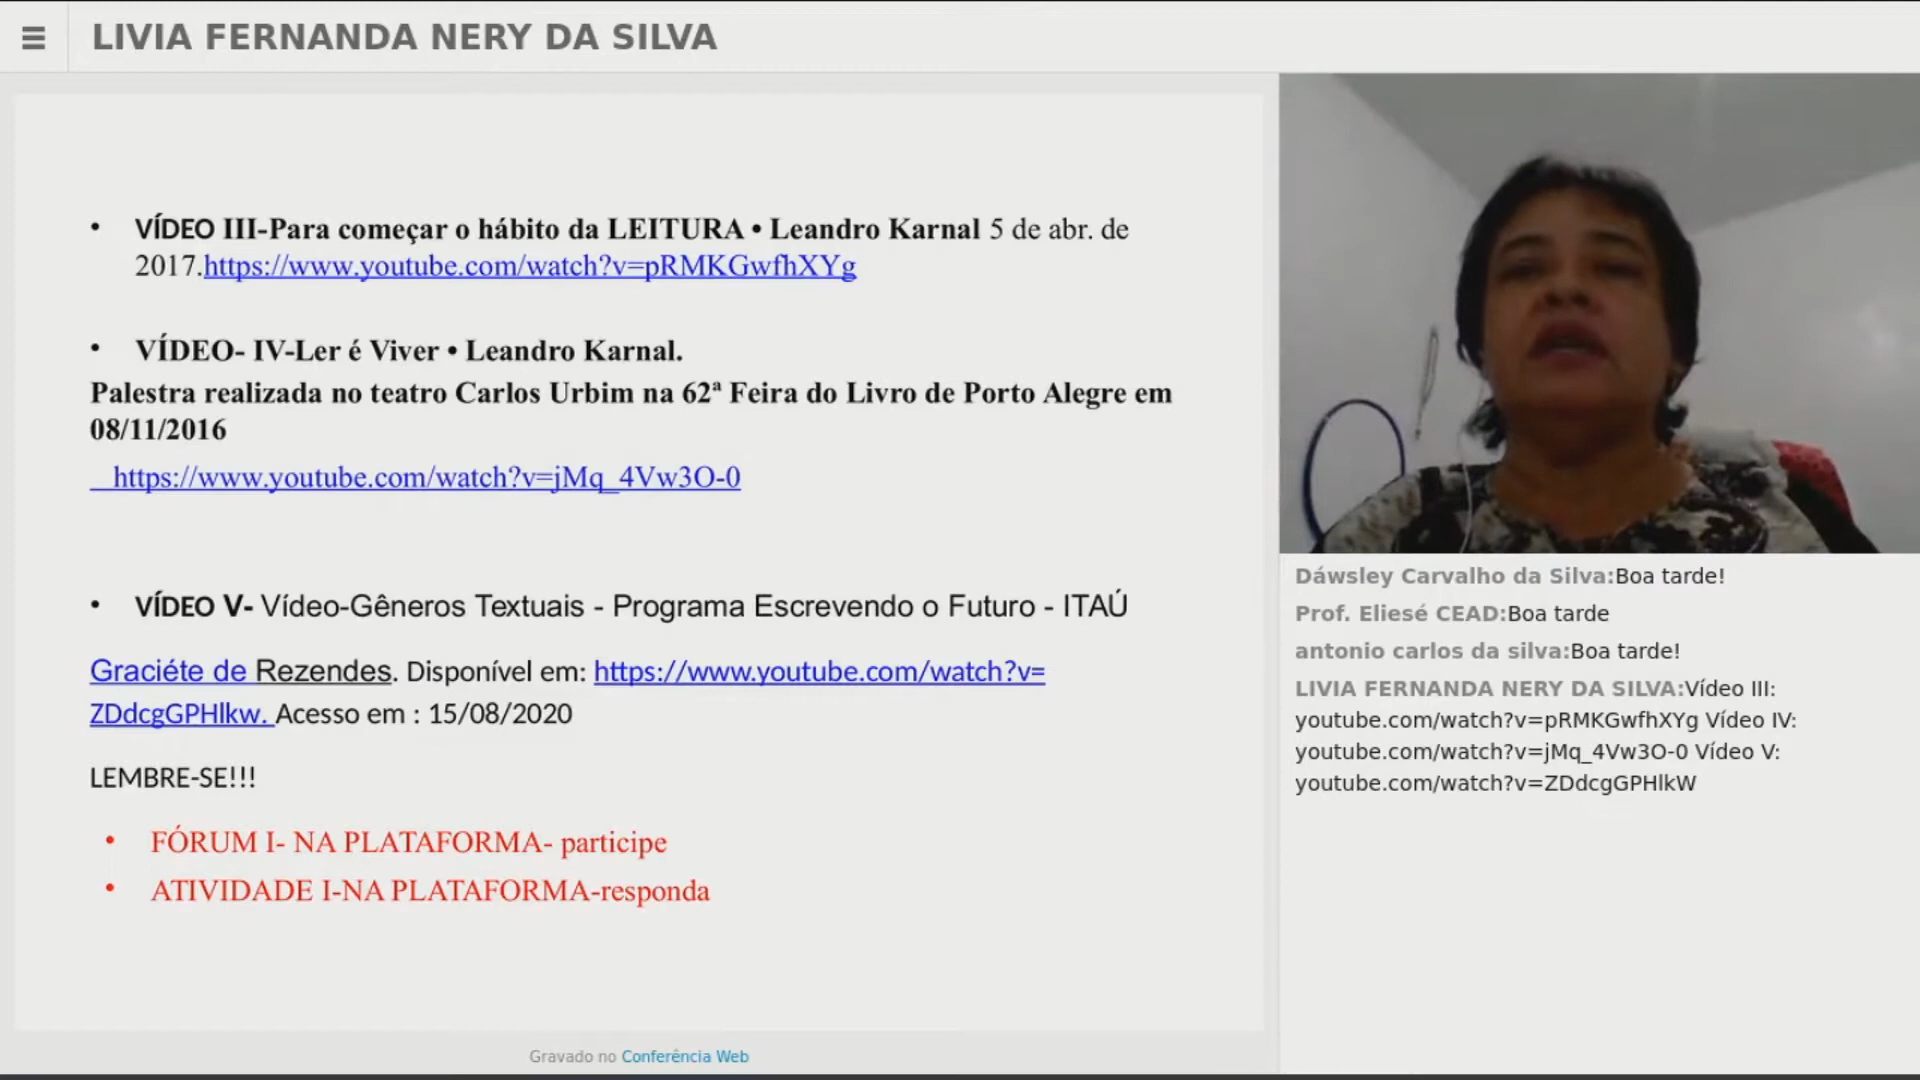 LIVIA FERNANDA NERY DA SILVA
• VÍDEO III-Para começar o hábito da LEITURA • Leandro Karnal 5 de abr. de
2017.https://www.youtube.com/watch?v=pRMKGwfhXYg
• VÍDEO- IV-Ler é Viver • Leandro Karnal.
Palestra realizada no teatro Carlos Urbim na 62ª Feira do Livro de Porto Alegre em
08/11/2016
https://www.youtube.com/watch?v=jMq_4Vw3O-0
• VÍDEO V- Vídeo-Gêneros Textuais - Programa Escrevendo o Futuro - ITAÚ
Graciéte de Rezendes. Disponível em: https://www.youtube.com/watch?v=
ZDdcgGPHlkw. Acesso em : 15/08/2020
LEMBRE-SE!!!
• FÓRUM I- NA PLATAFORMA- participe
• ATIVIDADE I-NA PLATAFORMA-responda
Gravado no Conferência Web
Dáwsley Carvalho da Silva:Boa tarde!
Prof. Eliesé CEAD:Boa tarde
antonio carlos da silva:Boa tarde!
LIVIA FERNANDA NERY DA SILVA:Vídeo III:
youtube.com/watch?v=pRMKGwfhXYg Vídeo IV:
youtube.com/watch?v=jMq_4Vw3O-0 Vídeo V:
youtube.com/watch?v=ZDdcgGPHlkW